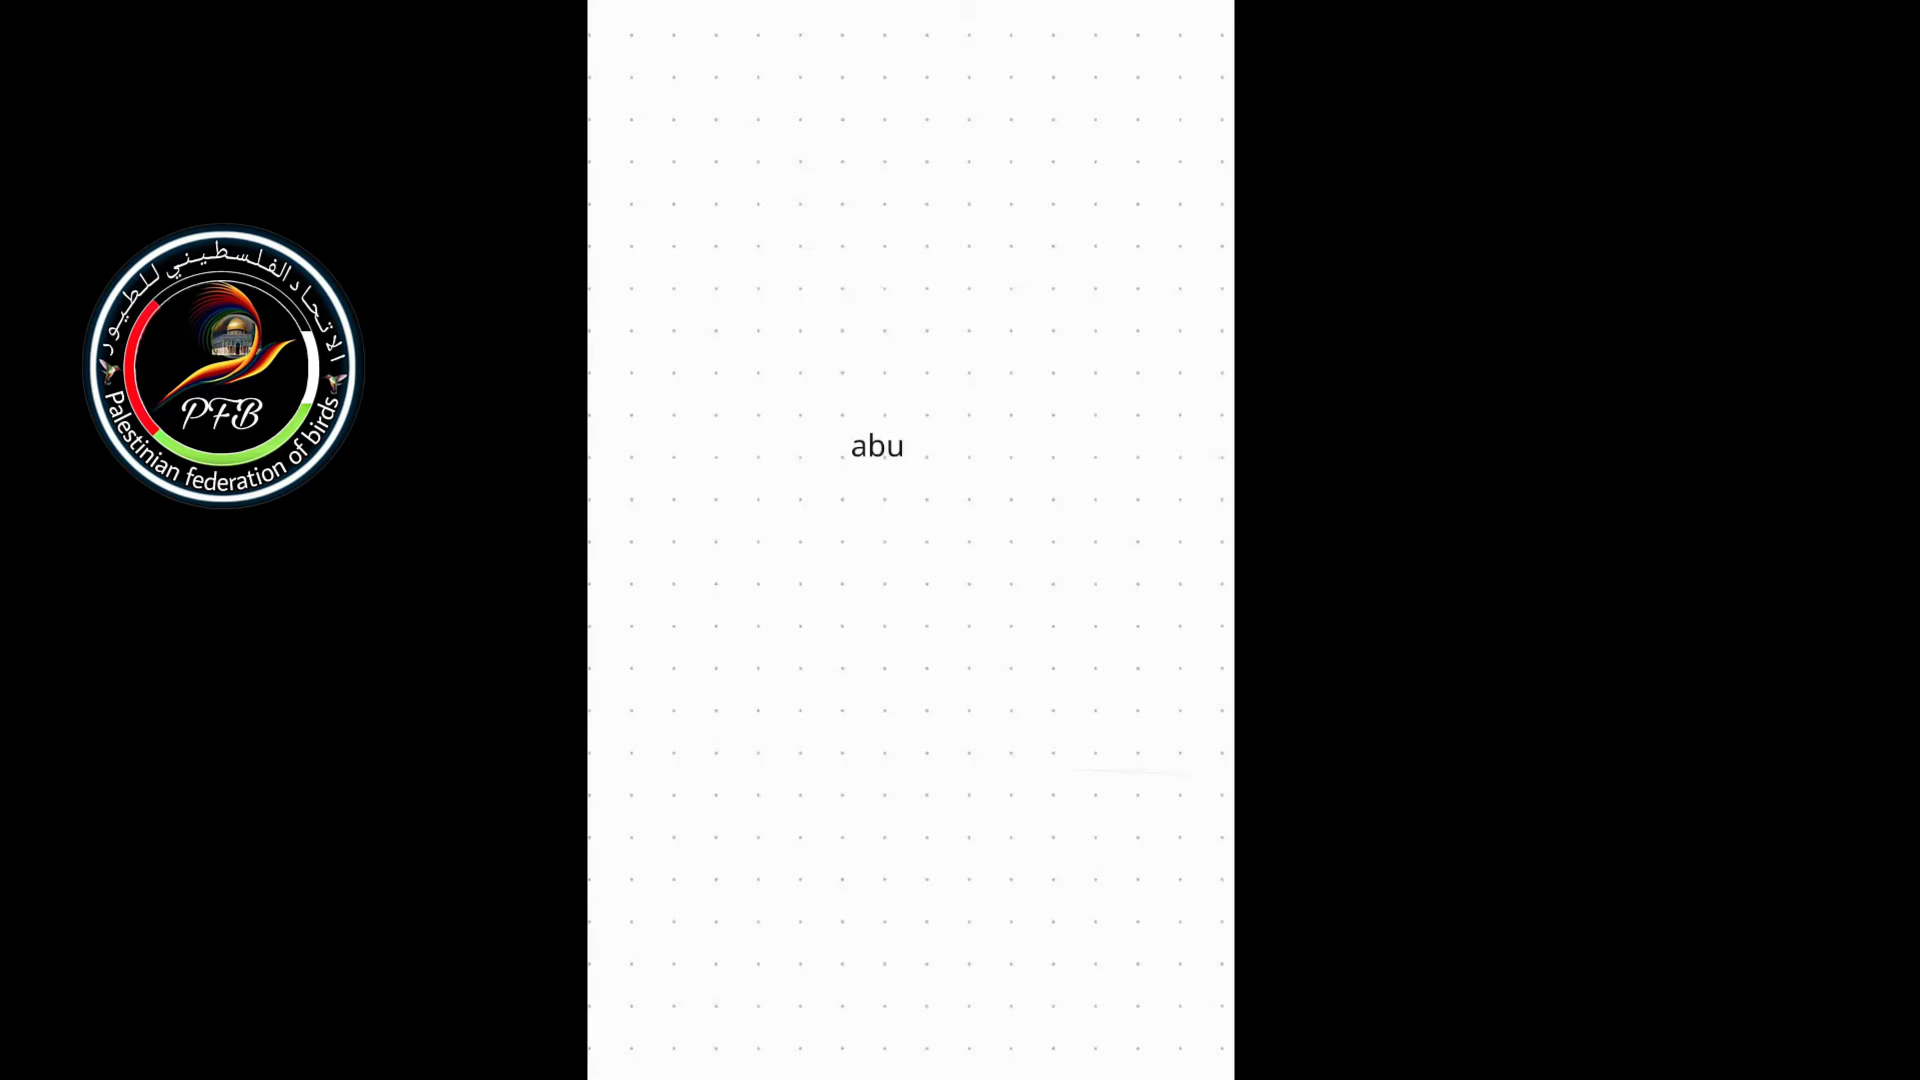 الاتحاد الفلسطيني للطيور
PFB
Palestinian federation of birds
abu